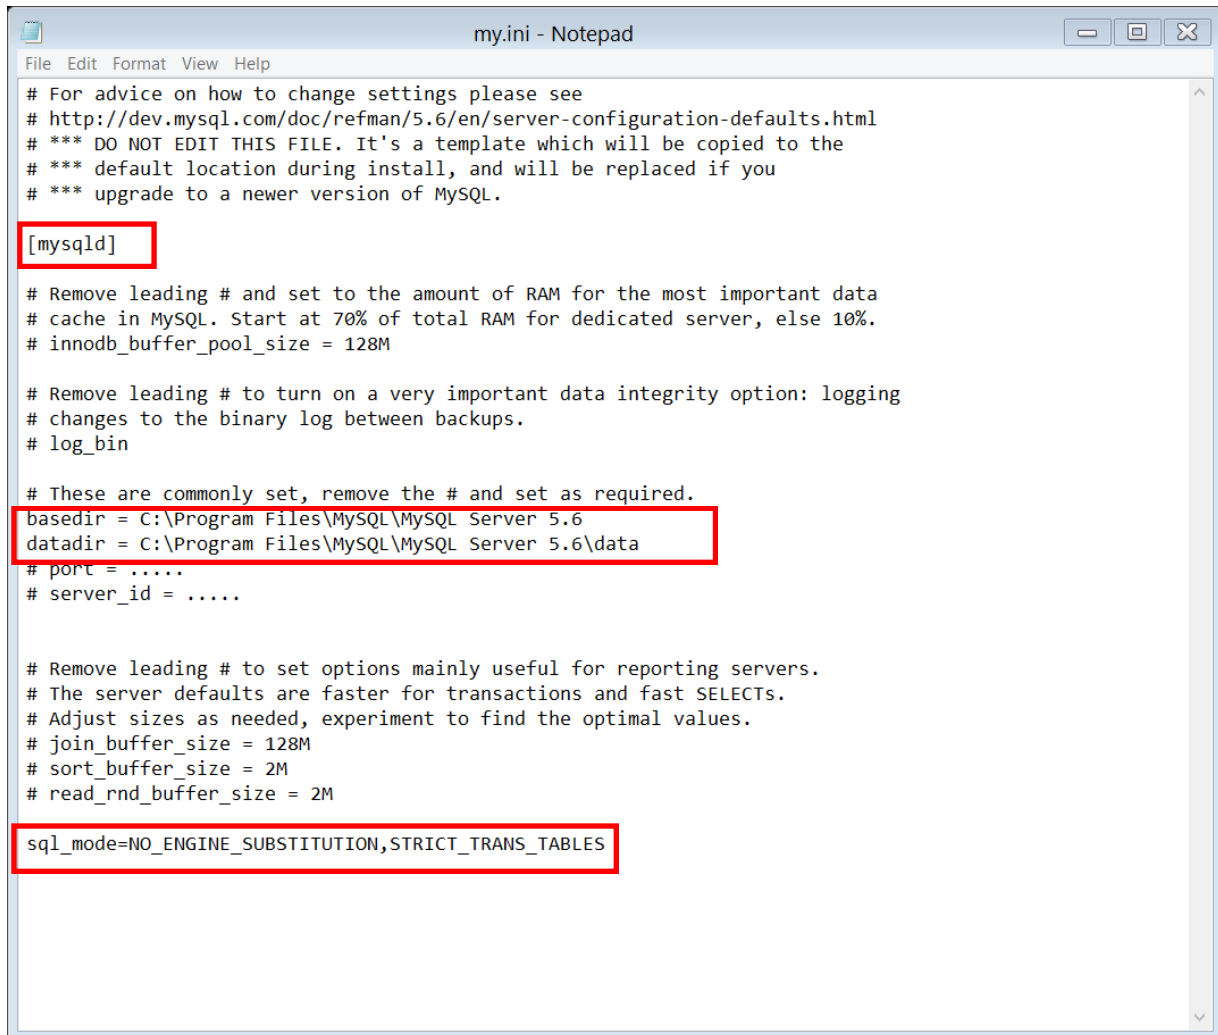 my.ini - Notepad
File Edit Format View Help
# For advice on how to change settings please see
# http://dev.mysql.com/doc/refman/5.6/en/server-configuration-defaults.html
# *** DO NOT EDIT THIS FILE. It's a template which will be copied to the
# *** default location during install, and will be replaced if you
# *** upgrade to a newer version of MySQL.
[mysqld]
# Remove leading # and set to the amount of RAM for the most important data
# cache in MySQL. Start at 70% of total RAM for dedicated server, else 10%.
# innodb_buffer_pool_size = 128M
# Remove leading # to turn on a very important data integrity option: logging
# changes to the binary log between backups.
# log_bin
# These are commonly set, remove the # and set as required.
basedir = C:\Program Files\MySQL\MySQL Server 5.6
datadir = C:\Program Files\MySQL\MySQL Server 5.6\data
# port = .....
# server_id = .....
# Remove leading # to set options mainly useful for reporting servers.
# The server defaults are faster for transactions and fast SELECTs.
# Adjust sizes as needed, experiment to find the optimal values.
# join_buffer_size = 128M
# sort_buffer_size = 2M
# read_rnd_buffer_size = 2M
sql_mode=NO_ENGINE_SUBSTITUTION,STRICT_TRANS_TABLES